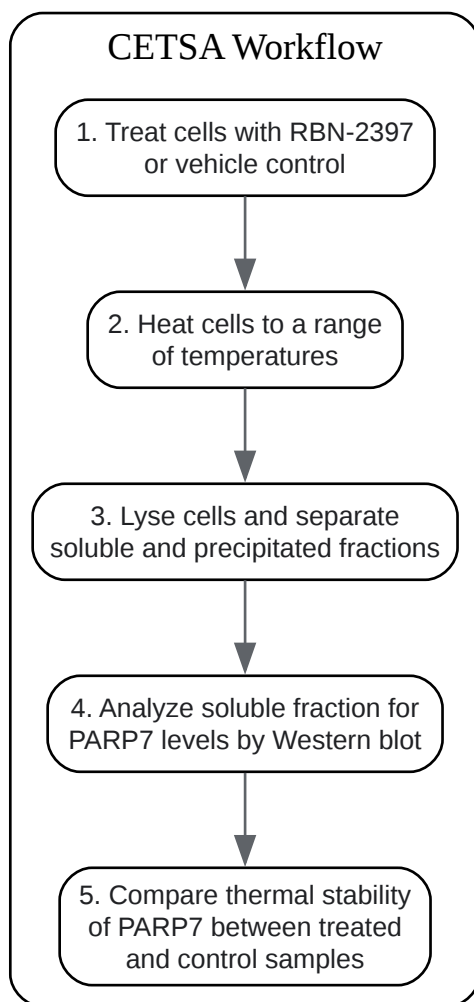 CETSA Workflow
1. Treat cells with RBN-2397
or vehicle control
2. Heat cells to a range
of temperatures
3. Lyse cells and separate
soluble and precipitated fractions
4. Analyze soluble fraction for
PARP7 levels by Western blot
5. Compare thermal stability
of PARP7 between treated
and control samples